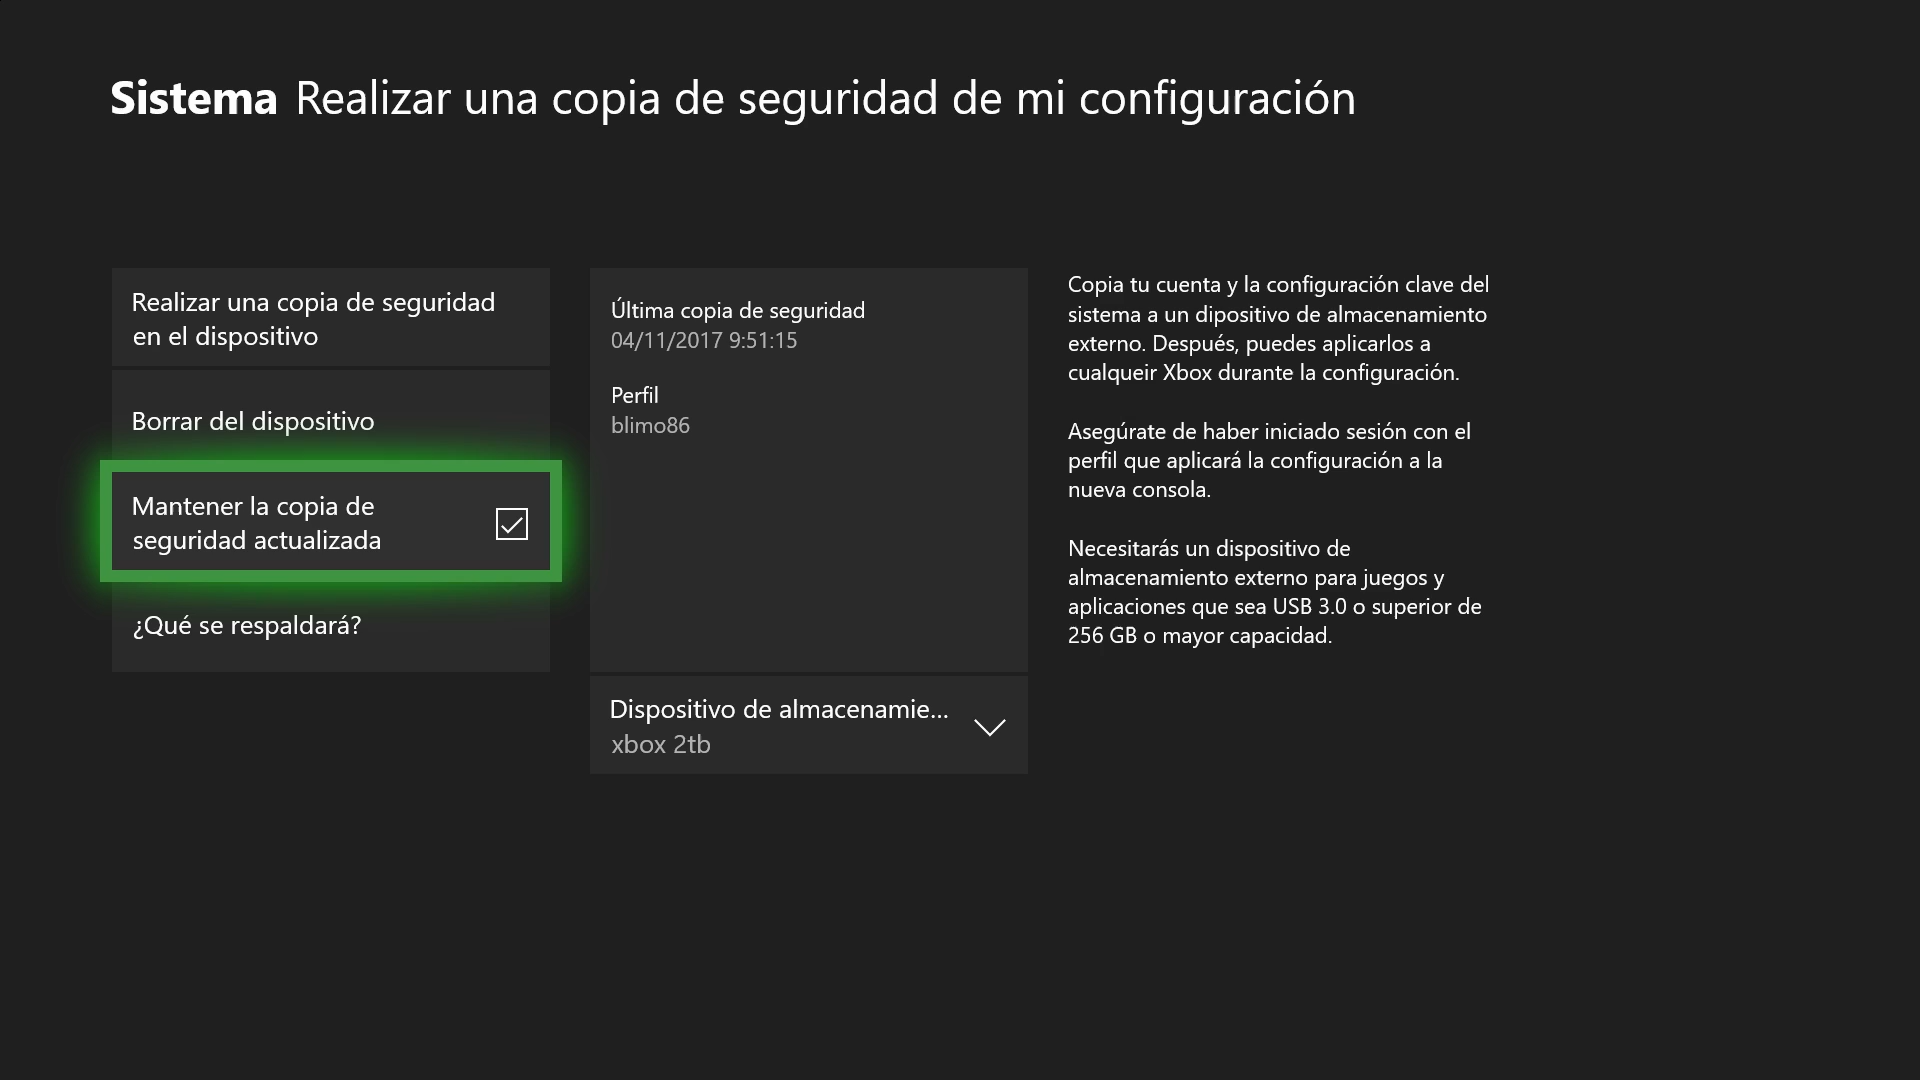 Sistema Realizar una copia de seguridad de mi configuración
Realizar una copia de seguridad
en el dispositivo
Borrar del dispositivo
Mantener la copia de
seguridad actualizada
¿Qué se respaldará?
Última copia de seguridad
04/11/2017 9:51:15
Perfil
blimo86
Dispositivo de almacenamie...
xbox 2tb
Copia tu cuenta y la configuración clave del
sistema a un dipositivo de almacenamiento
externo. Después, puedes aplicarlos a
cualqueir Xbox durante la configuración.
Asegúrate de haber iniciado sesión con el
perfil que aplicará la configuración a la
nueva consola.
Necesitarás un dispositivo de
almacenamiento externo para juegos y
aplicaciones que sea USB 3.0 o superior de
256 GB o mayor capacidad.